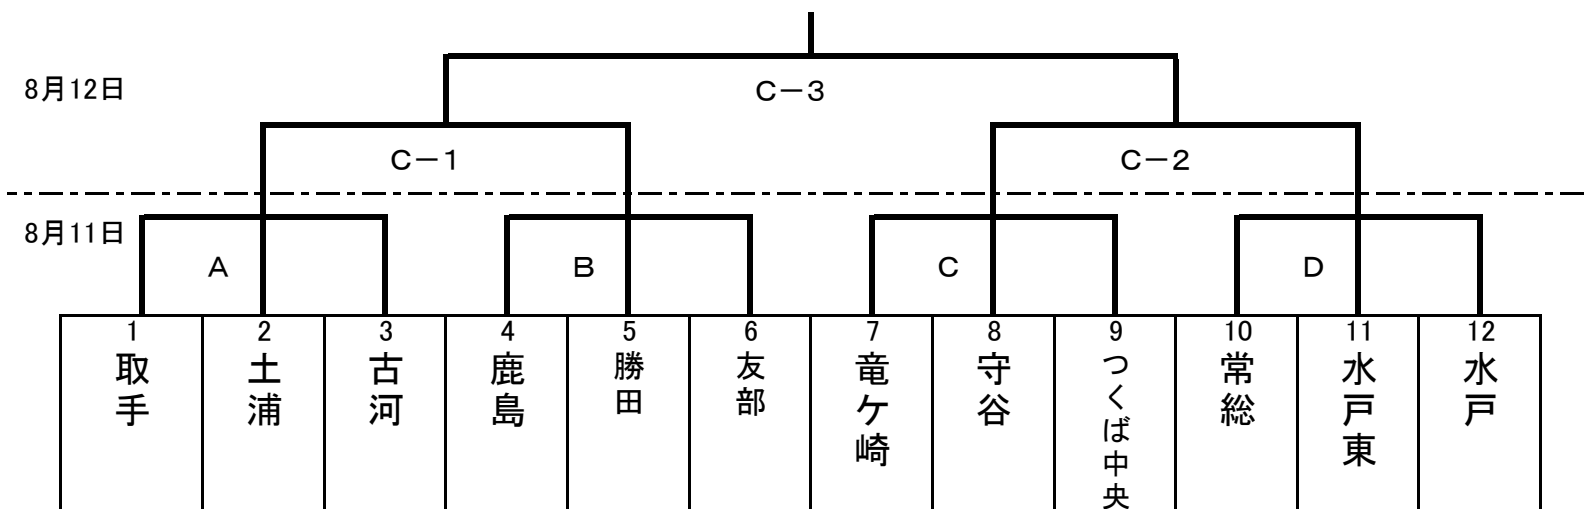 8月12日
C－3
C－1
C－2
8月11日
A
B
C
D
1
2
3
4
5
6
7
8
9
10
11
12
取手
土浦
古河
鹿島
勝田
友部
竜ケ崎
守谷
つくば中央
常総
水戸東
水戸